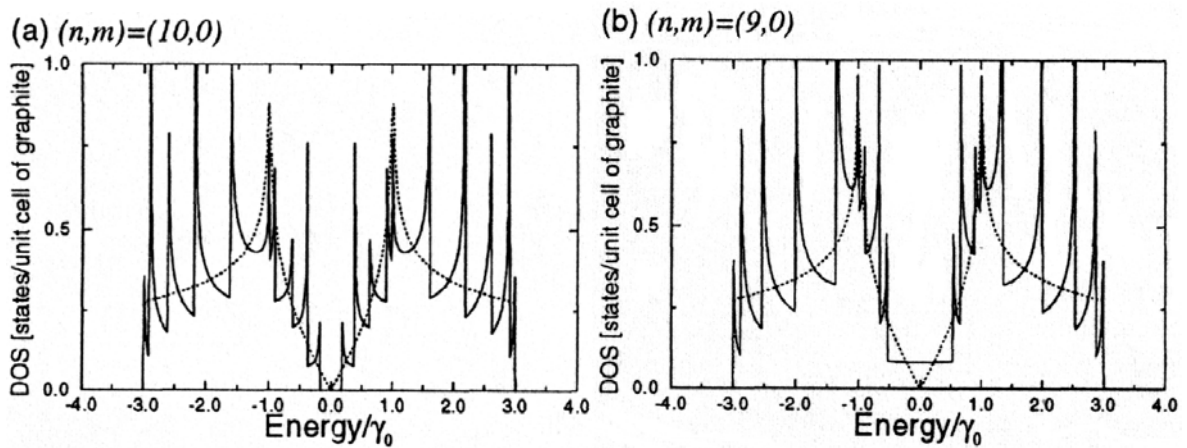 (a) (n,m)=(10,0)
DOS [states/unit cell of graphite]
1.0
0.5
0.0
-4.0 -3.0 -2.0 -1.0 0.0 1.0 2.0 3.0 4.0
Energy/γ₀
(b) (n,m)=(9,0)
DOS [states/unit cell of graphite]
1.0
0.5
0.0
-4.0 -3.0 -2.0 -1.0 0.0 1.0 2.0 3.0 4.0
Energy/γ₀